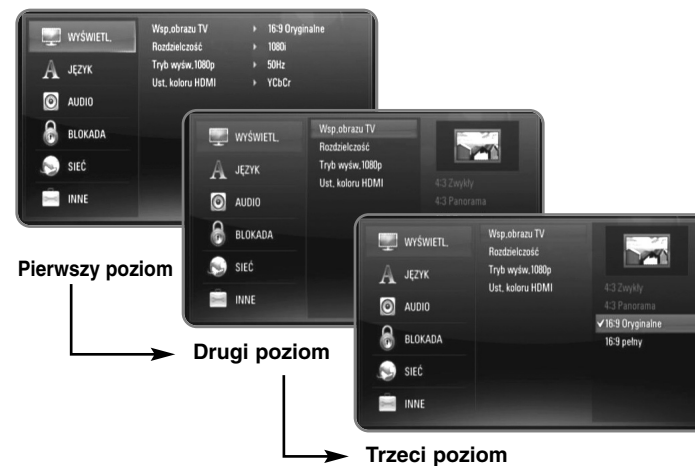 WYŚWIETL.
JĘZYK
AUDIO
BLOKADA
SIEĆ
INNE
Wsp.obrazu TV 16:9 Oryginalne
Rozdzielczość 1080i
Tryb wyśw.1080p 50Hz
Ust. koloru HDMI YCbCr
Pierwszy poziom
WYŚWIETL.
JĘZYK
AUDIO
BLOKADA
SIEĆ
INNE
Wsp.obrazu TV
Rozdzielczość
Tryb wyśw.1080p
Ust. koloru HDMI
4:3 Zwykły
4:3 Panorama
Drugi poziom
WYŚWIETL.
JĘZYK
AUDIO
BLOKADA
SIEĆ
INNE
Wsp.obrazu TV
Rozdzielczość
Tryb wyśw.1080p
Ust. koloru HDMI
4:3 Zwykły
4:3 Panorama
✓16:9 Oryginalne
16:9 pełny
Trzeci poziom